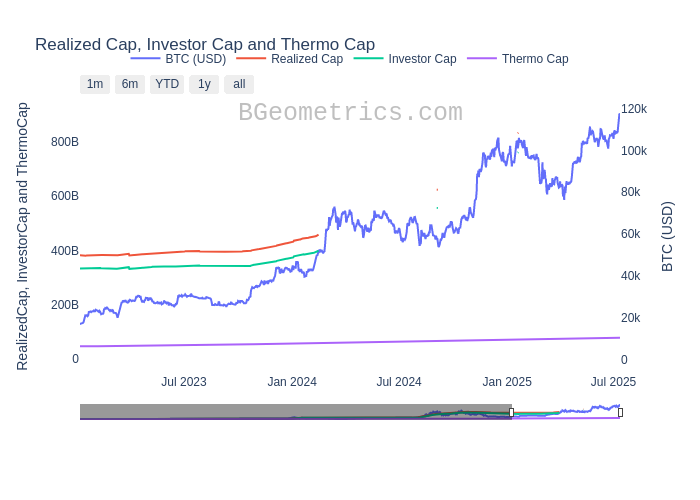 Realized Cap, Investor Cap and Thermo Cap
BTC (USD) Realized Cap Investor Cap Thermo Cap
1m 6m YTD 1y all
BGeometrics.com
RealizedCap, InvestorCap and ThermoCap
800B
600B
400B
200B
0
120k
100k
80k
60k
40k
20k
0
BTC (USD)
Jul 2023 Jan 2024 Jul 2024 Jan 2025 Jul 2025